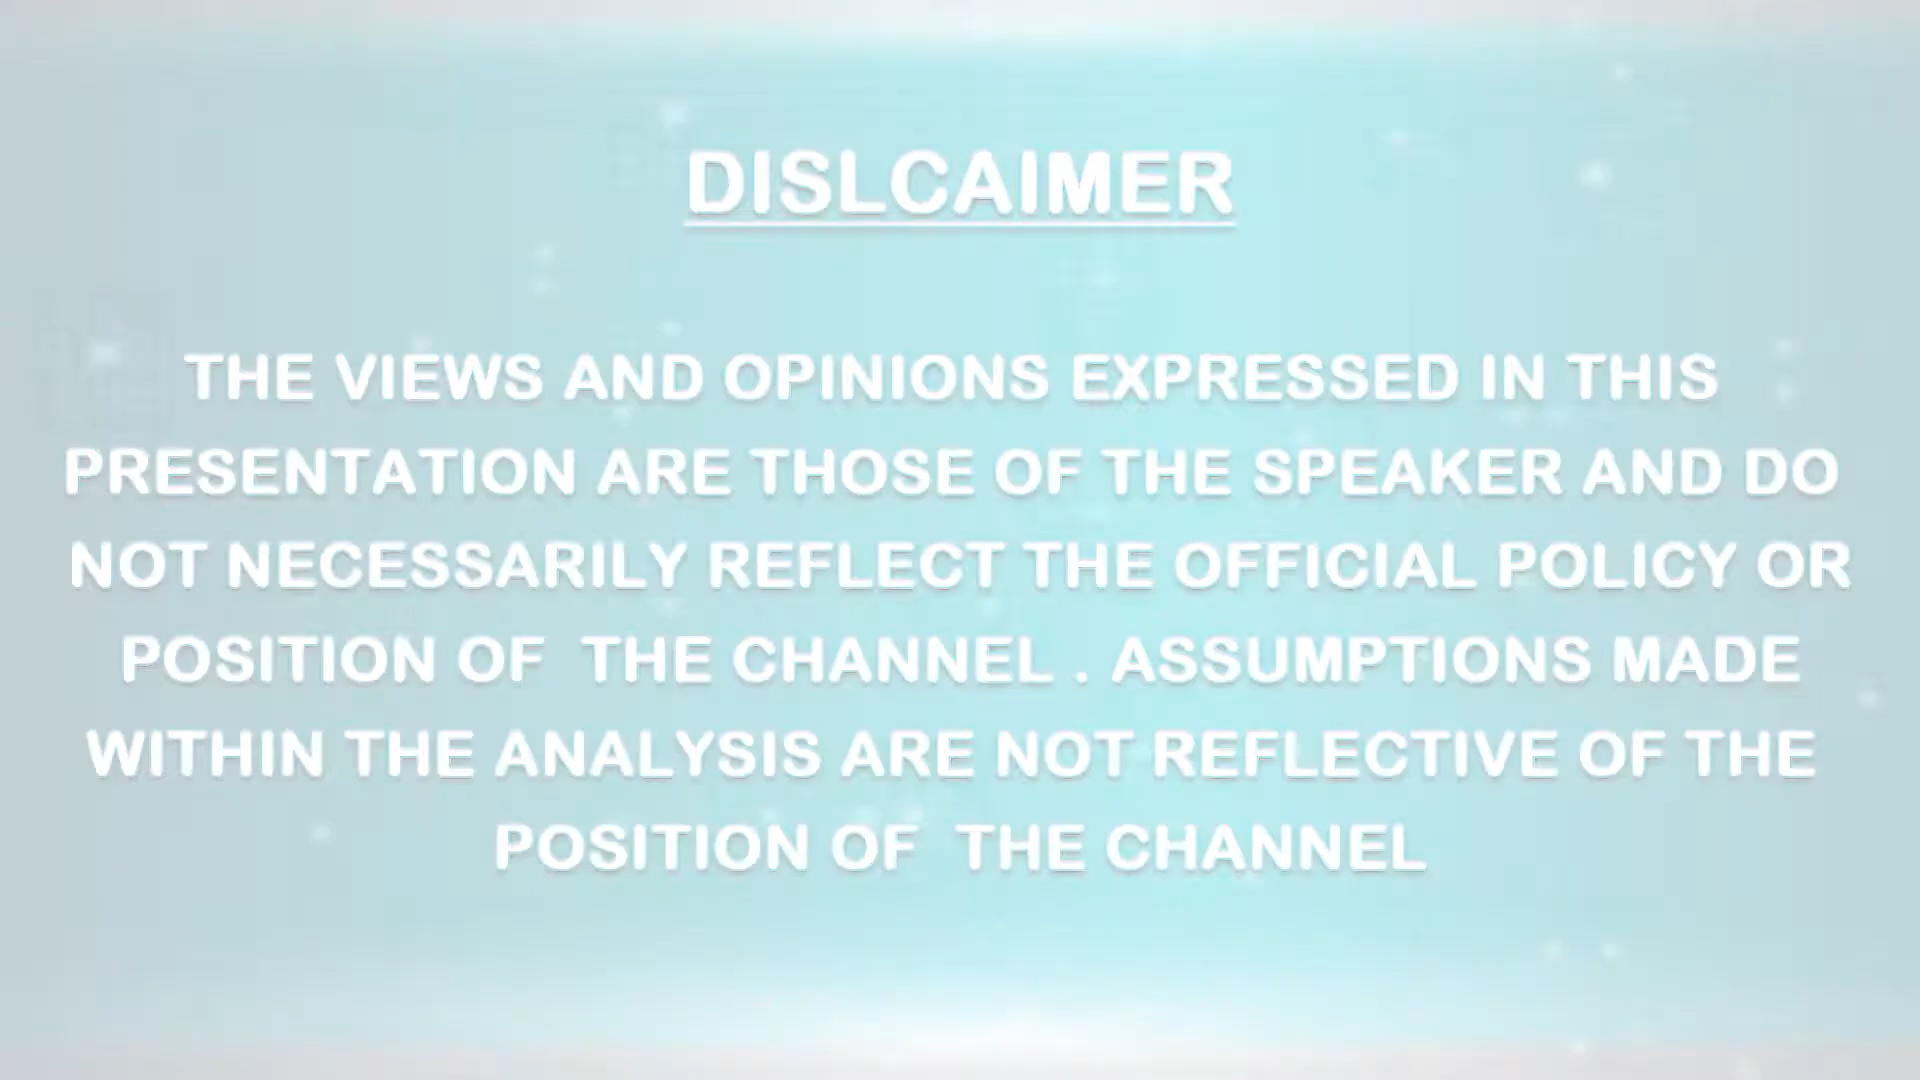 DISLCAIMER
THE VIEWS AND OPINIONS EXPRESSED IN THIS
PRESENTATION ARE THOSE OF THE SPEAKER AND DO
NOT NECESSARILY REFLECT THE OFFICIAL POLICY OR
POSITION OF  THE CHANNEL . ASSUMPTIONS MADE
WITHIN THE ANALYSIS ARE NOT REFLECTIVE OF THE
POSITION OF  THE CHANNEL